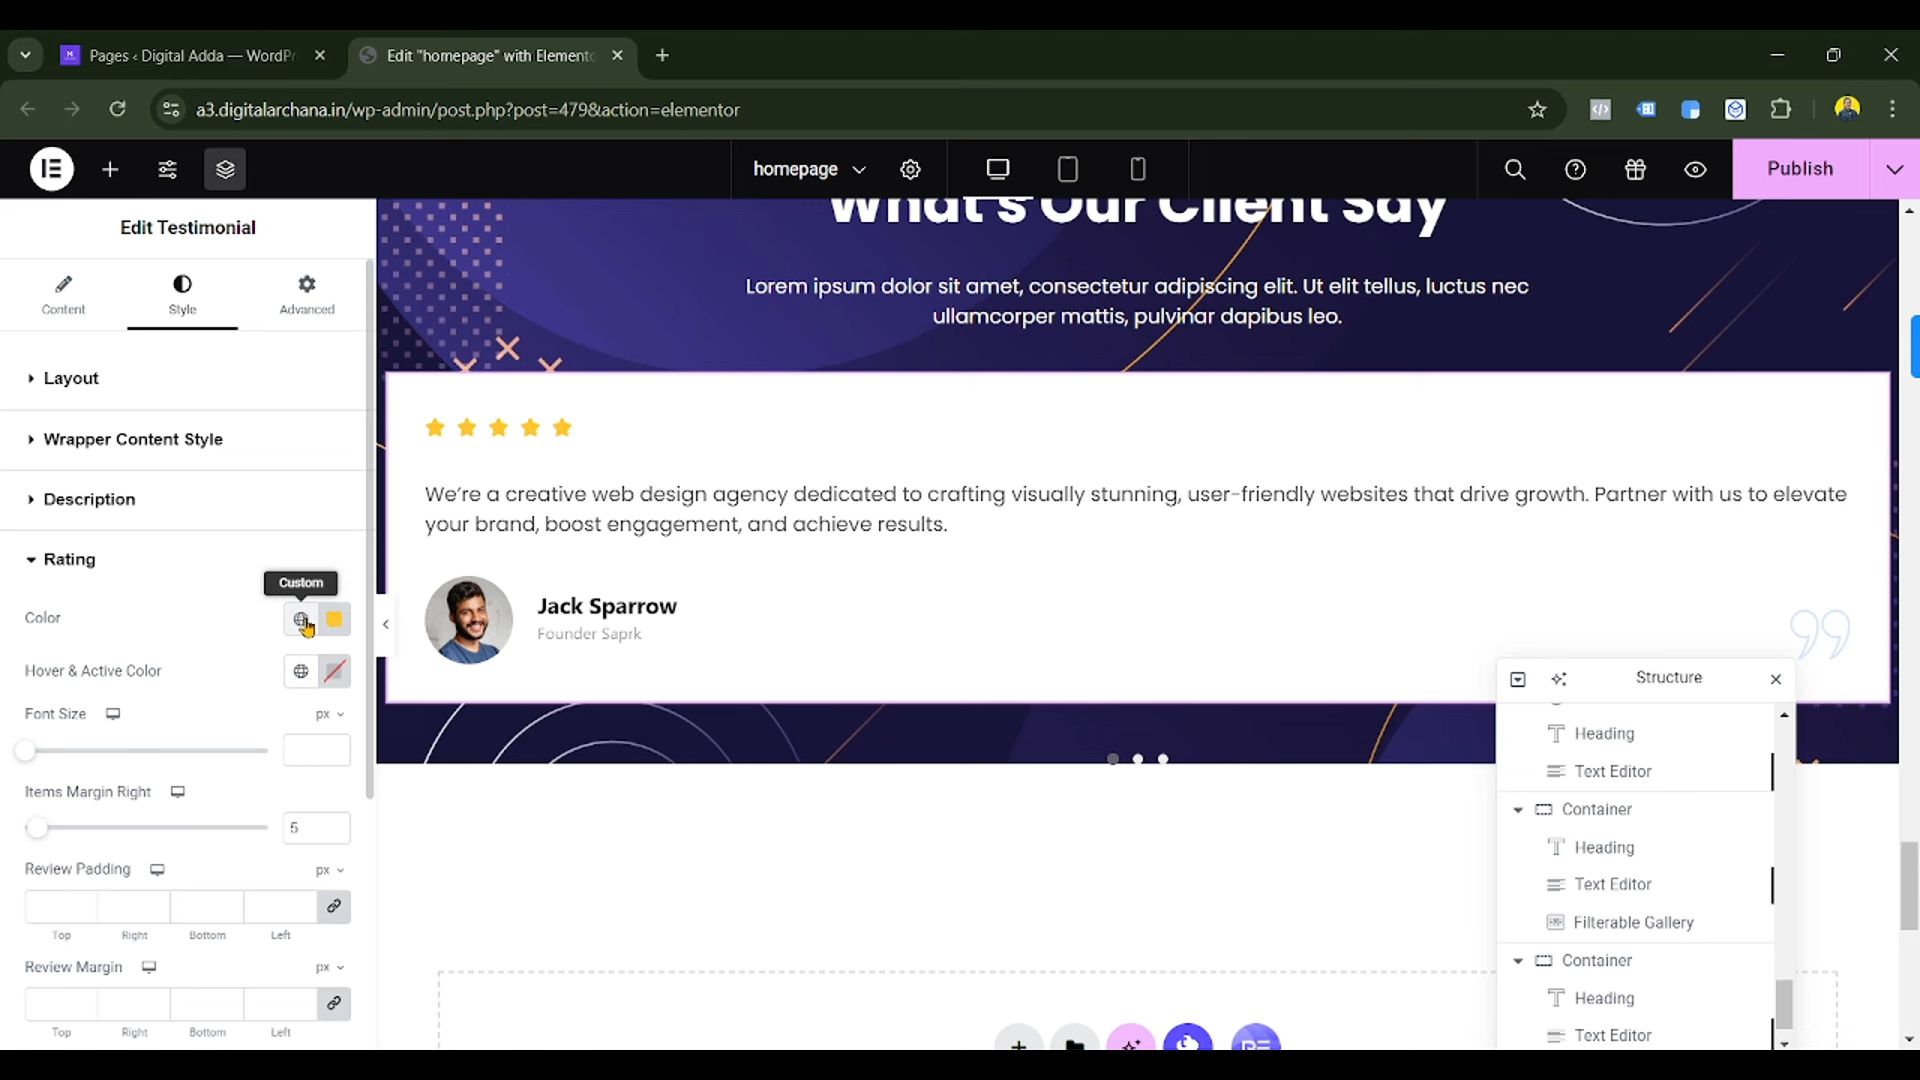 Pages ‹ Digital Adda — WordPr
Edit "homepage" with Elemento
a3.digitalarchana.in/wp-admin/post.php?post=479&action=elementor
homepage
Publish
Edit Testimonial
Content
Style
Advanced
Layout
Wrapper Content Style
Description
Rating
Custom
Color
Hover & Active Color
Font Size
px
Items Margin Right
5
Review Padding
px
Top
Right
Bottom
Left
Review Margin
px
Top
Right
Bottom
Left
What's Our Client Say
Lorem ipsum dolor sit amet, consectetur adipiscing elit. Ut elit tellus, luctus nec
ullamcorper mattis, pulvinar dapibus leo.
We're a creative web design agency dedicated to crafting visually stunning, user-friendly websites that drive growth. Partner with us to elevate
your brand, boost engagement, and achieve results.
Jack Sparrow
Founder Saprk
Structure
Heading
Text Editor
Container
Heading
Text Editor
Filterable Gallery
Container
Heading
Text Editor